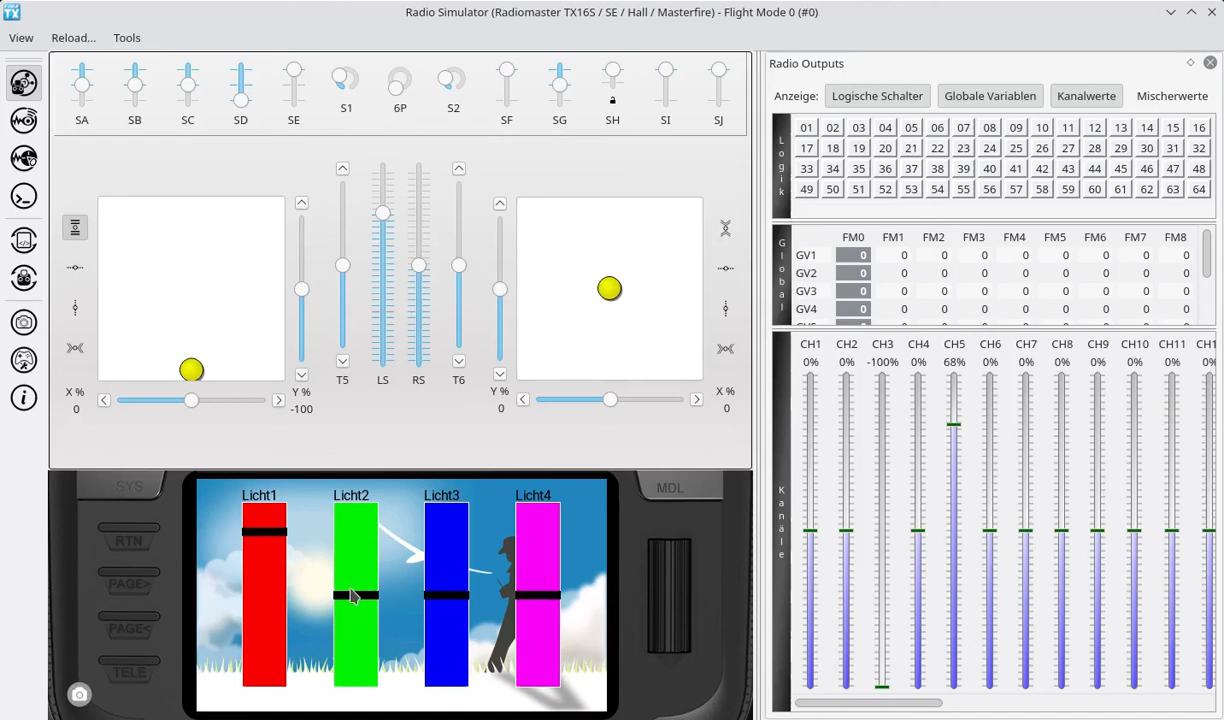 Radio Simulator (Radiomaster TX16S / SE / Hall / Masterfire) - Flight Mode 0 (#0)
TX
View Reload... Tools
SA SB SC SD SE S1 6P S2 SF SG SH SI SJ
X %
0
Y %
-100
T5 LS RS T6
Y %
0
X %
0
SYS
RTN
PAGE>
PAGE<
TELE
MDL
Licht1 Licht2 Licht3 Licht4
Radio Outputs
Anzeige: Logische Schalter Globale Variablen Kanalwerte Mischerwerte
Logik
01 02 03 04 05 06 07 08 09 10 11 12 13 14 15 16
17 18 19 20 21 22 23 24 25 26 27 28 29 30 31 32
33 34 35 36 37 38 39 40 41 42 43 44 45 46 47 48
49 50 51 52 53 54 55 56 57 58 59 60 61 62 63 64
Global
FM0 FM1 FM2 FM3 FM4 FM5 FM6 FM7 FM8
GV1 0 0 0 0 0 0 0 0 0
GV2 0 0 0 0 0 0 0 0 0
GV3 0 0 0 0 0 0 0 0 0
GV4 0 0 0 0 0 0 0 0 0
Kanäle
CH1 CH2 CH3 CH4 CH5 CH6 CH7 CH8 CH9 CH10 CH11 CH1
0% 0% -100% 0% 68% 0% 0% 0% 0% 0% 0% 0%